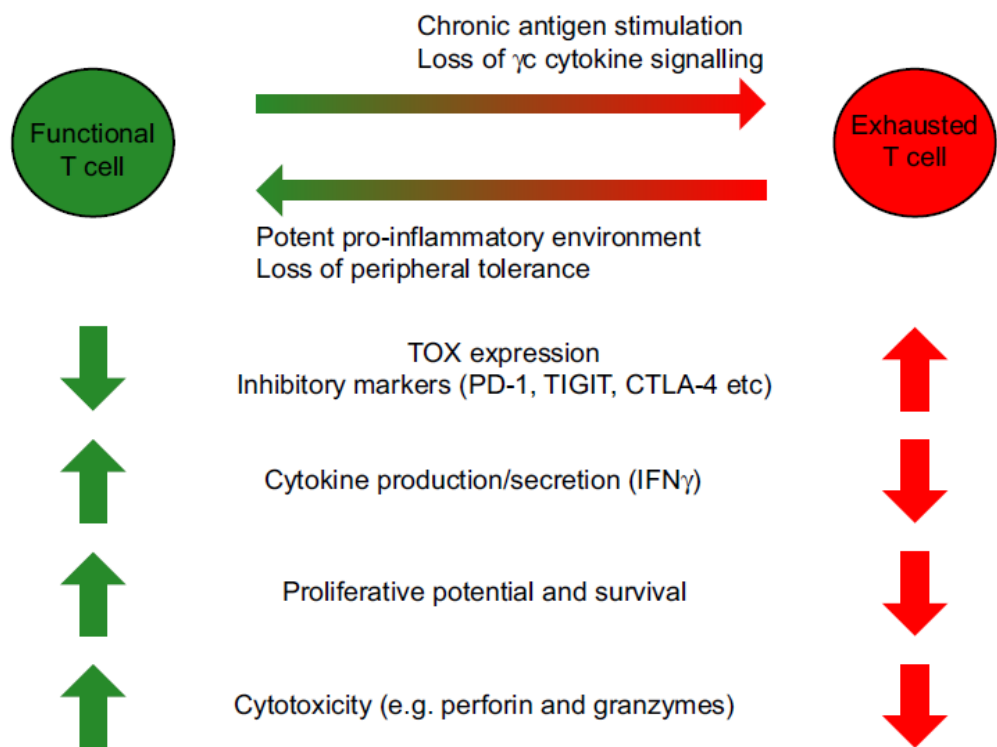 Chronic antigen stimulation
Loss of γc cytokine signalling
Functional
T cell
Exhausted
T cell
Potent pro-inflammatory environment
Loss of peripheral tolerance
TOX expression
Inhibitory markers (PD-1, TIGIT, CTLA-4 etc)
Cytokine production/secretion (IFNγ)
Proliferative potential and survival
Cytotoxicity (e.g. perforin and granzymes)